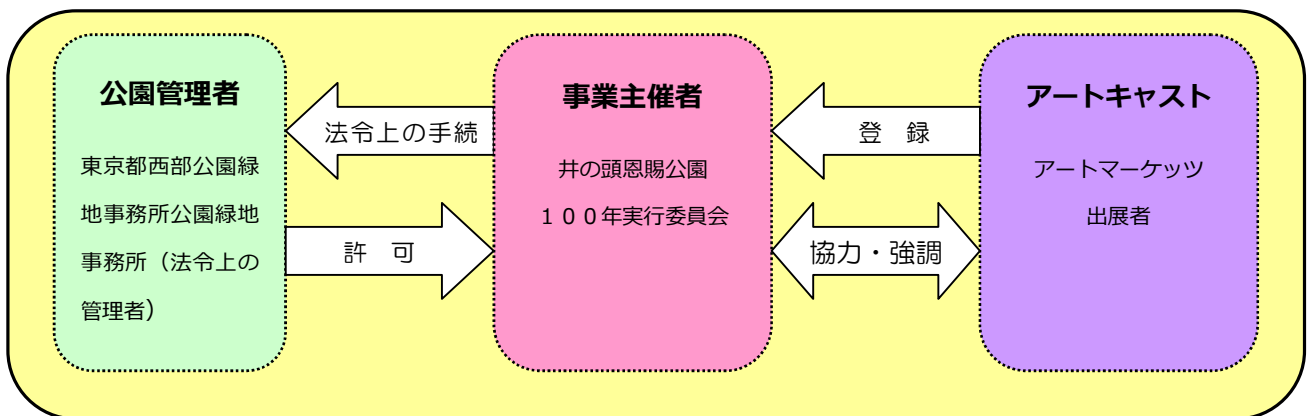 公園管理者
東京都西部公園緑
地事務所公園緑地
事務所（法令上の
管理者）
法令上の手続
許　可
事業主催者
井の頭恩賜公園
１００年実行委員会
登　録
協力・強調
アートキャスト
アートマーケッツ
出展者